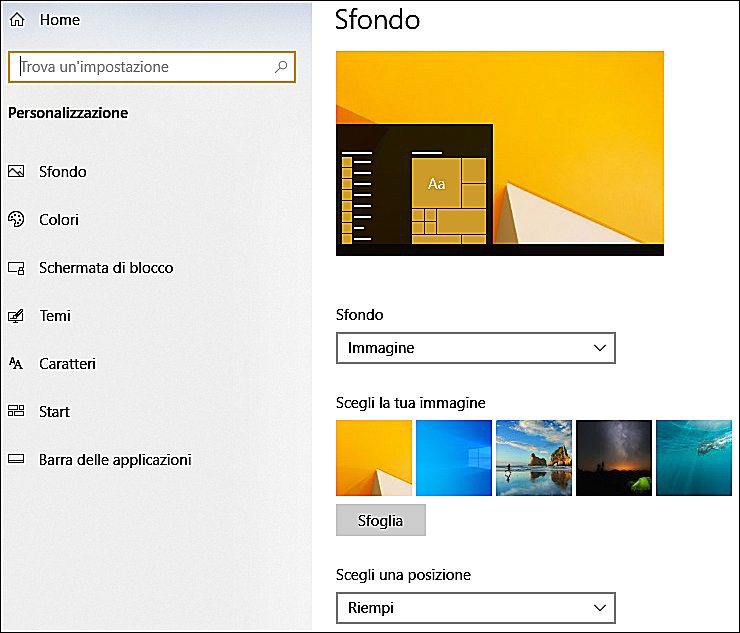 Home
Trova un'impostazione
Personalizzazione
Sfondo
Colori
Schermata di blocco
Temi
Caratteri
Start
Barra delle applicazioni
Sfondo
Aa
Sfondo
Immagine
Scegli la tua immagine
Sfoglia
Scegli una posizione
Riempi